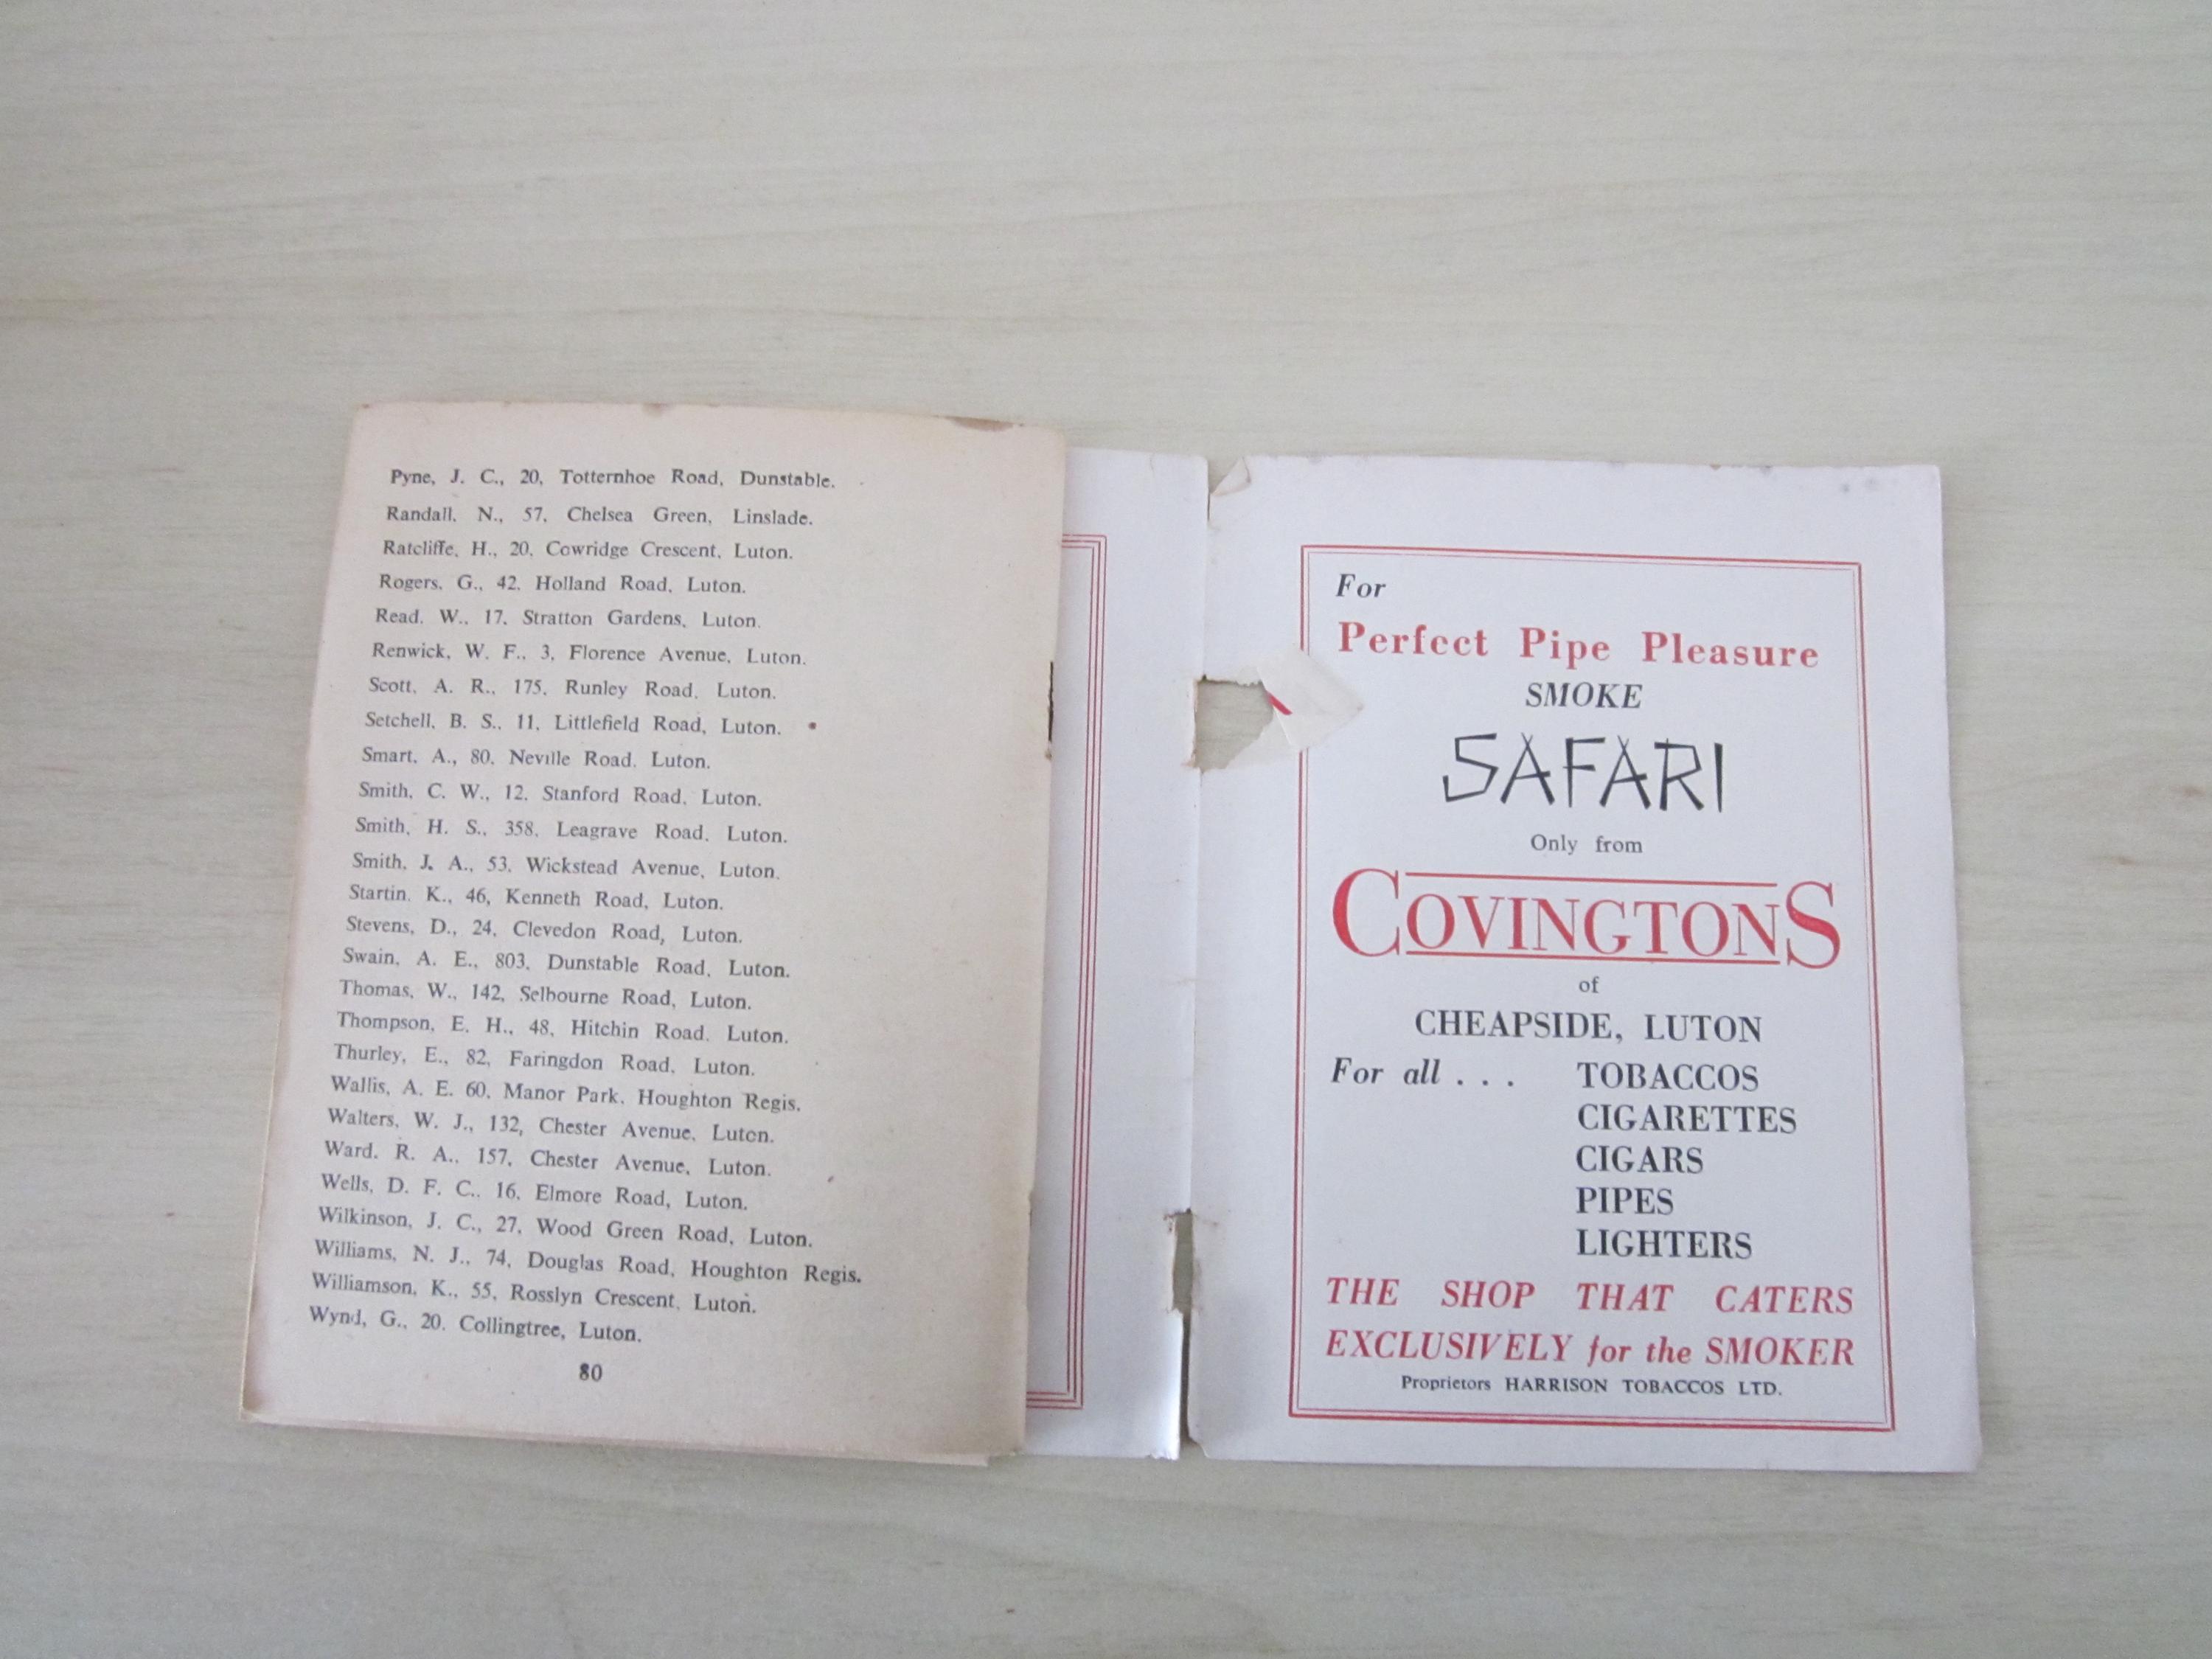 Pyne, J. C., 20, Totternhoe Road, Dunstable.
Randall, N., 57, Chelsea Green, Linslade.
Ratcliffe, H., 20, Cowridge Crescent, Luton.
Rogers, G., 42, Holland Road, Luton.
Read, W., 17, Stratton Gardens, Luton.
Renwick, W. F., 3, Florence Avenue, Luton.
Scott, A. R., 175, Runley Road, Luton.
Setchell, B. S., 11, Littlefield Road, Luton.
Smart, A., 80, Neville Road, Luton.
Smith, C. W., 12, Stanford Road, Luton.
Smith, H. S., 358, Leagrave Road, Luton.
Smith, J. A., 53, Wickstead Avenue, Luton.
Startin, K., 46, Kenneth Road, Luton.
Stevens, D., 24, Clevedon Road, Luton.
Swain, A. E., 803, Dunstable Road, Luton.
Thomas, W., 142, Selbourne Road, Luton.
Thompson, E. H., 48, Hitchin Road, Luton.
Thurley, E., 82, Faringdon Road, Luton.
Wallis, A. E. 60, Manor Park, Houghton Regis.
Walters, W. J., 132, Chester Avenue, Luton.
Ward, R. A., 157, Chester Avenue, Luton.
Wells, D. F. C., 16, Elmore Road, Luton.
Wilkinson, J. C., 27, Wood Green Road, Luton.
Williams, N. J., 74, Douglas Road, Houghton Regis.
Williamson, K., 55, Rosslyn Crescent, Luton.
Wynd, G., 20, Collingtree, Luton.
80
For
Perfect Pipe Pleasure
SMOKE
SAFARI
Only from
COVINGTONS
of
CHEAPSIDE, LUTON
For all . . . TOBACCOS
CIGARETTES
CIGARS
PIPES
LIGHTERS
THE SHOP THAT CATERS
EXCLUSIVELY for the SMOKER
Proprietors HARRISON TOBACCOS LTD.